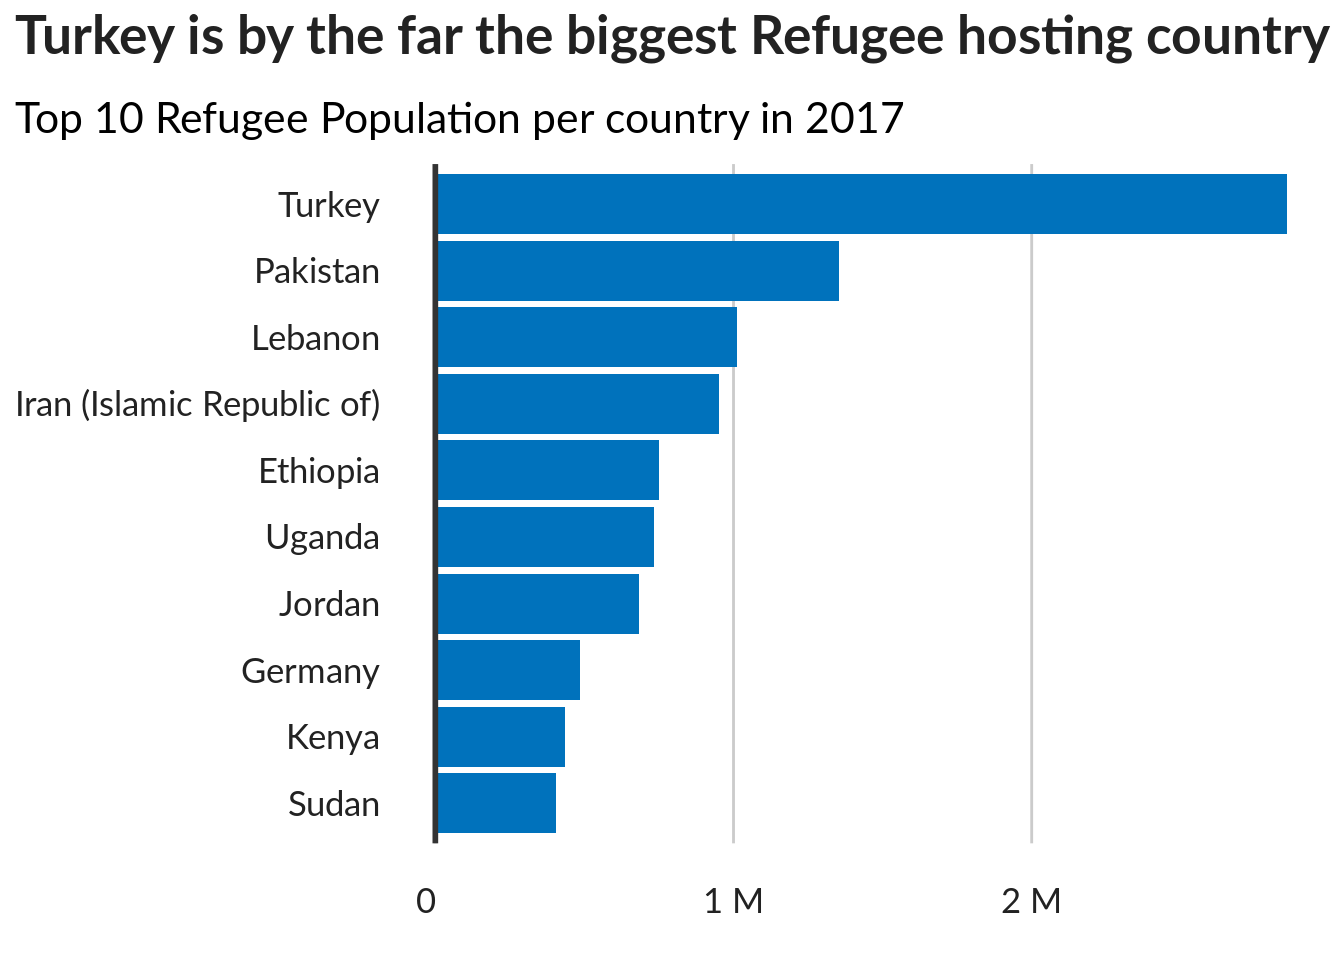 Turkey is by the far the biggest Refugee hosting country
Top 10 Refugee Population per country in 2017
Turkey
Pakistan
Lebanon
Iran (Islamic Republic of)
Ethiopia
Uganda
Jordan
Germany
Kenya
Sudan
0 1 M 2 M